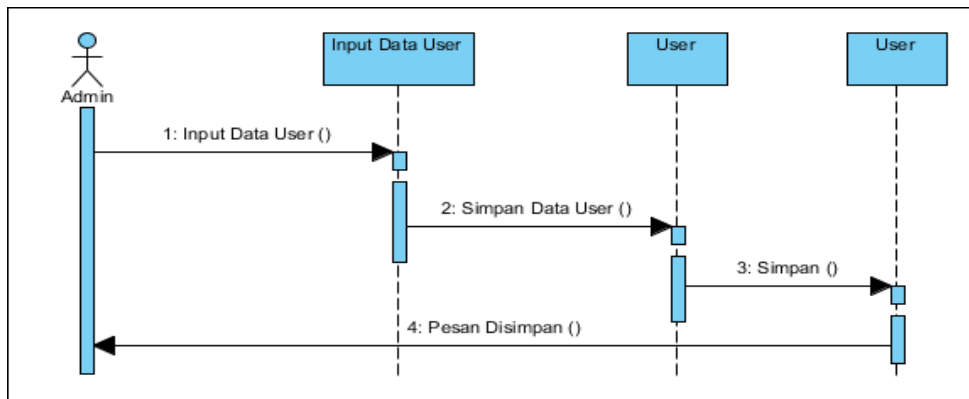 Input Data User
User
User
Admin
1: Input Data User ()
2: Simpan Data User ()
3: Simpan ()
4: Pesan Disimpan ()